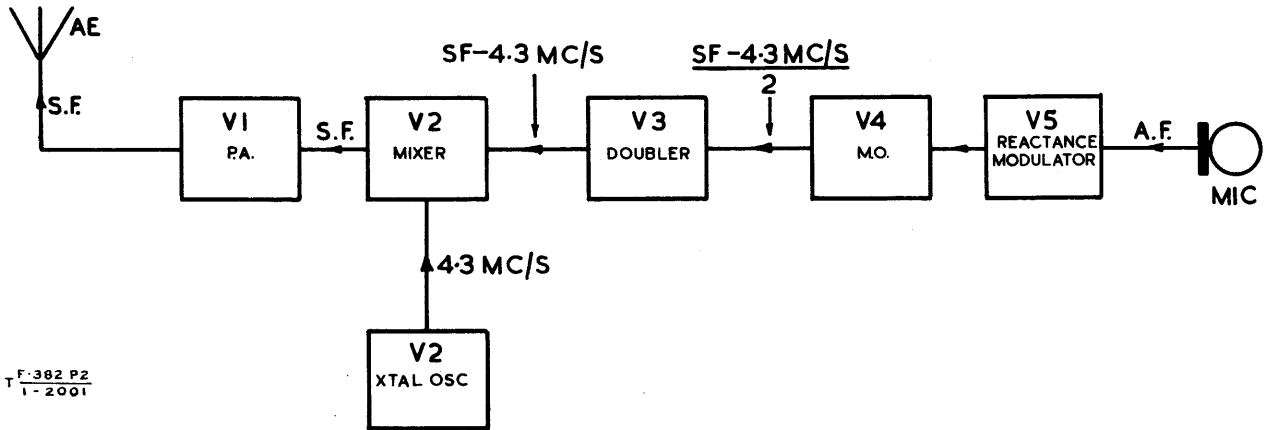 AE
S.F.
V1
P.A.
S.F.
V2
MIXER
SF-4·3 MC/S
V3
DOUBLER
SF-4·3 MC/S
2
V4
M.O.
V5
REACTANCE
MODULATOR
A.F.
MIC
4·3 MC/S
V2
XTAL OSC
T F·382 P2
1-2001